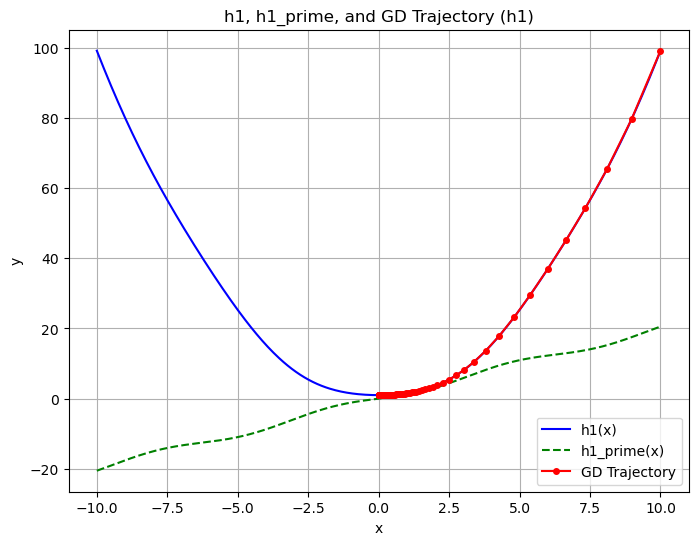 h1, h1_prime, and GD Trajectory (h1)
100
80
60
40
20
0
−20
y
−10.0 −7.5 −5.0 −2.5 0.0 2.5 5.0 7.5 10.0
x
h1(x)
h1_prime(x)
GD Trajectory